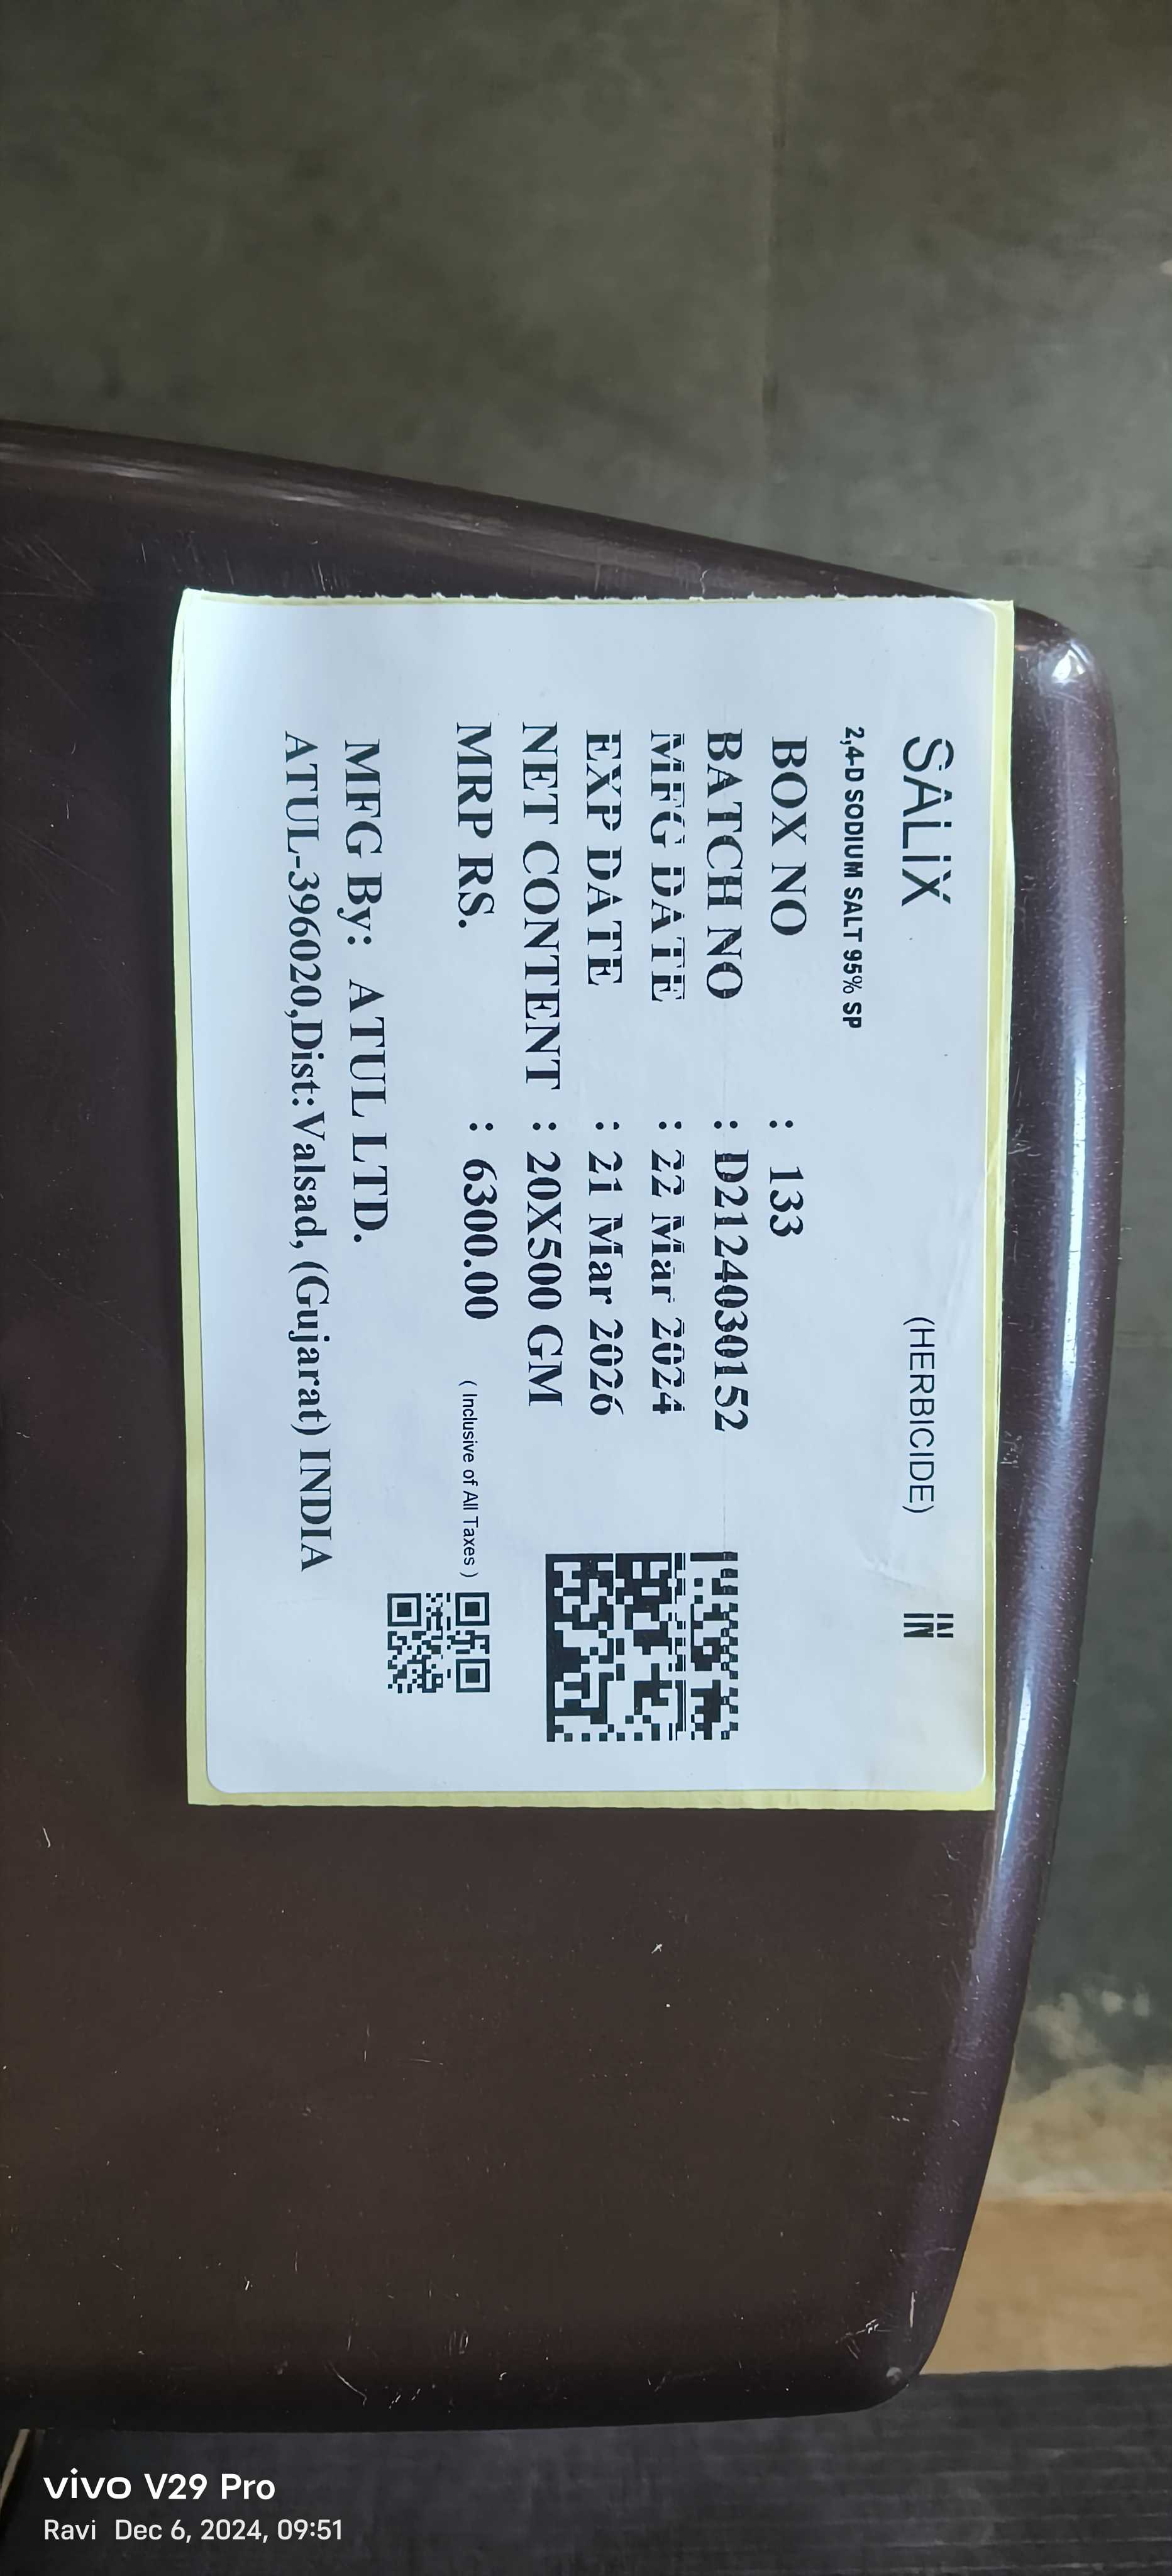 SALIX (HERBICIDE) IN
2,4-D SODIUM SALT 95% SP
BOX NO : 133
BATCH NO : D2124030152
MFG DATE : 22 Mar 2024
EXP DATE : 21 Mar 2026
NET CONTENT : 20X500 GM
MRP RS. : 6300.00 ( Inclusive of All Taxes )
MFG By: ATUL LTD.
ATUL-396020,Dist:Valsad, (Gujarat) INDIA
vivo V29 Pro
Ravi Dec 6, 2024, 09:51